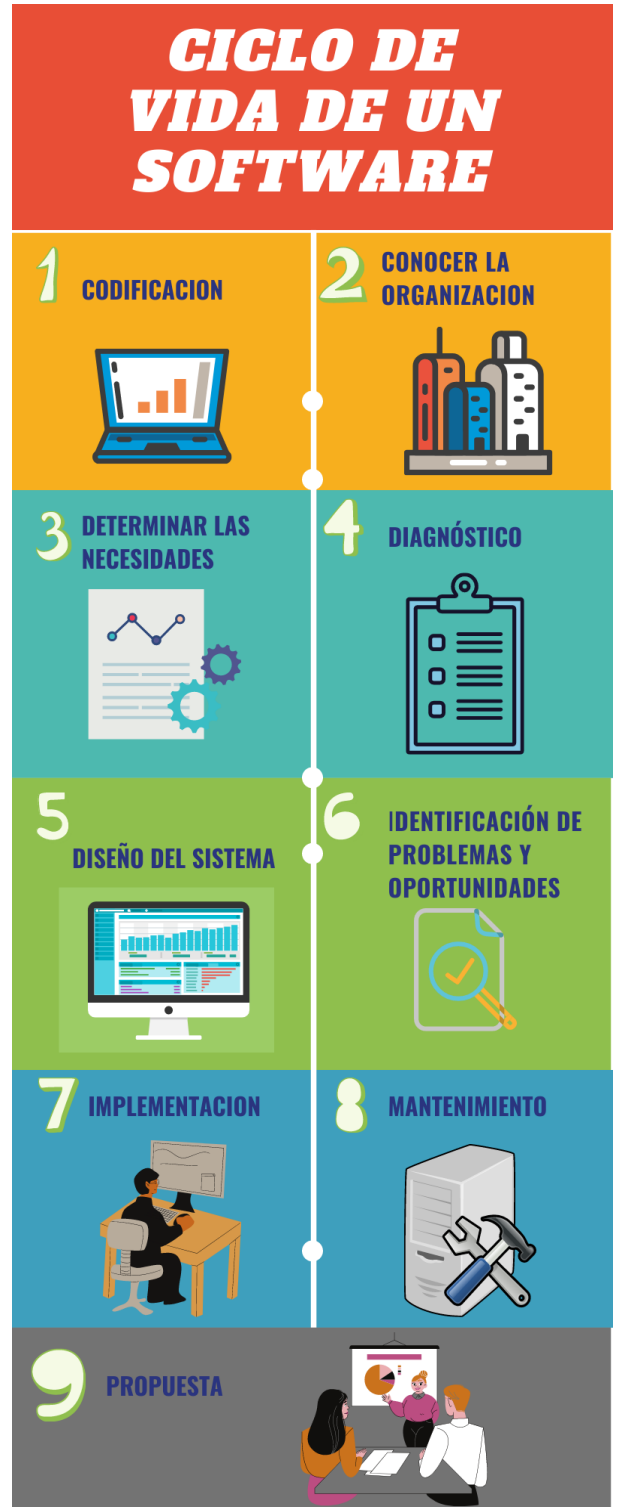 CICLO DE
VIDA DE UN
SOFTWARE
1
CODIFICACION
2
CONOCER LA
ORGANIZACION
3
DETERMINAR LAS
NECESIDADES
4
DIAGNÓSTICO
5
DISEÑO DEL SISTEMA
6
IDENTIFICACIÓN DE
PROBLEMAS Y
OPORTUNIDADES
7
IMPLEMENTACION
8
MANTENIMIENTO
9
PROPUESTA